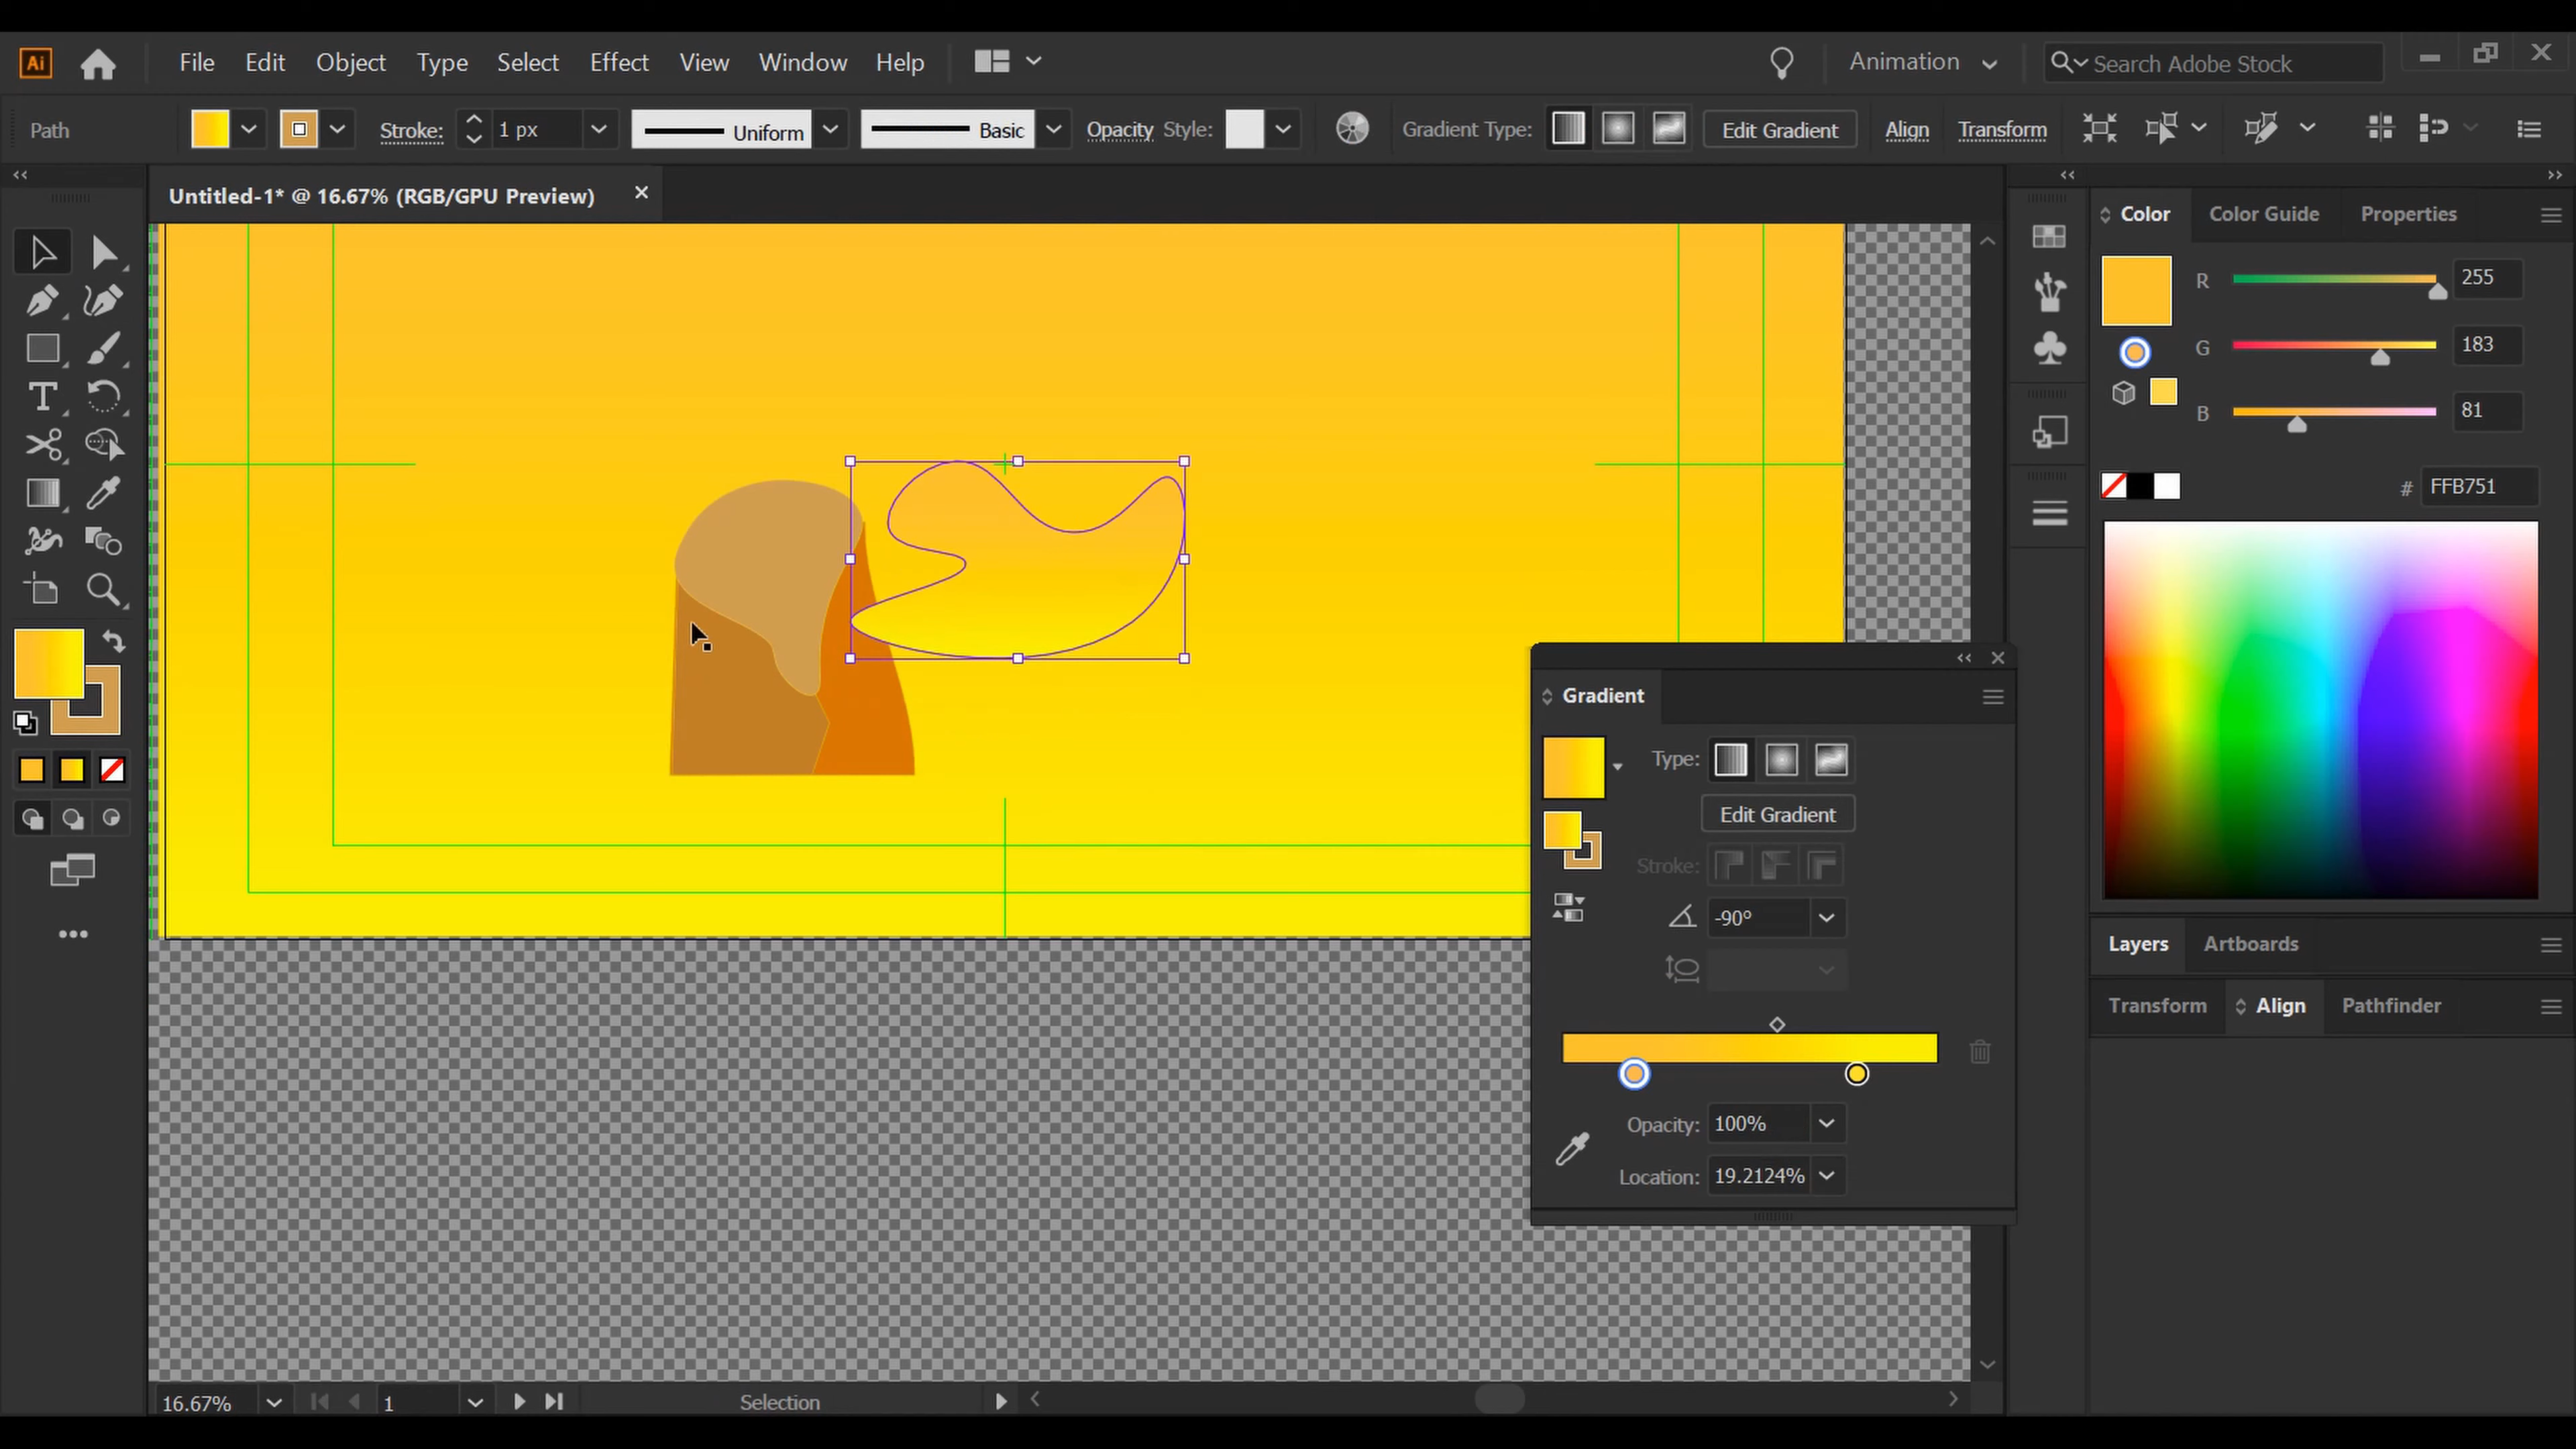 Ai File Edit Object Type Select Effect View Window Help Animation Search Adobe Stock
Path Stroke: 1 px Uniform Basic Opacity Style: Gradient Type: Edit Gradient Align Transform
Untitled-1* @ 16.67% (RGB/GPU Preview)
Color Color Guide Properties
R 255
G 183
B 81
# FFB751
Gradient
Type:
Edit Gradient
Stroke:
-90°
Opacity: 100%
Location: 19.2124%
Layers Artboards
Transform Align Pathfinder
16.67% 1 Selection